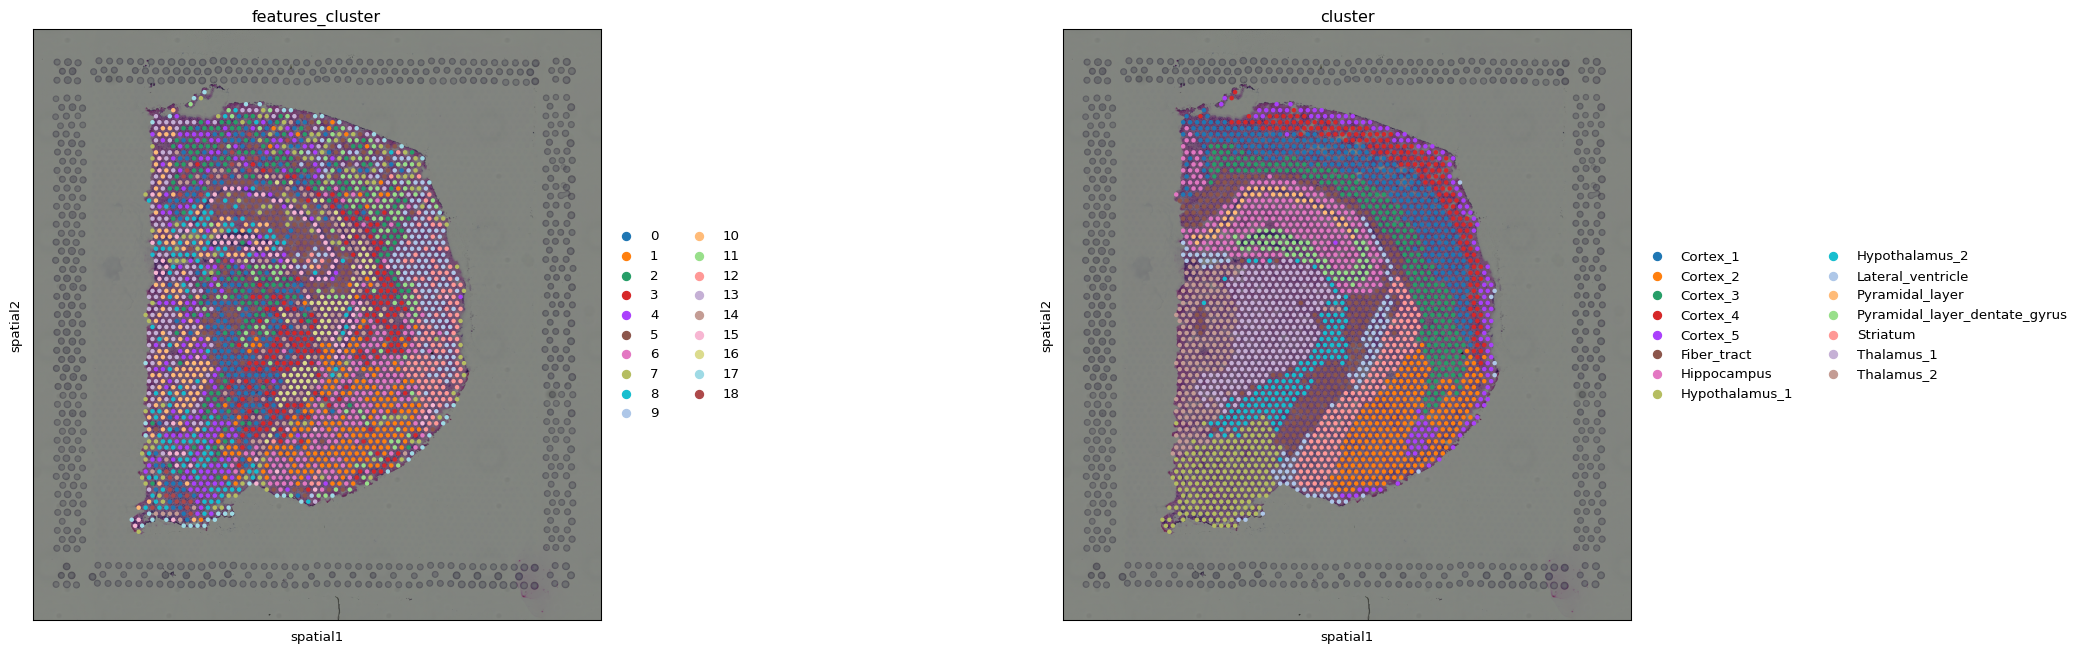 features_cluster
spatial2
spatial1
0
1
2
3
4
5
6
7
8
9
10
11
12
13
14
15
16
17
18
cluster
spatial2
spatial1
Cortex_1
Cortex_2
Cortex_3
Cortex_4
Cortex_5
Fiber_tract
Hippocampus
Hypothalamus_1
Hypothalamus_2
Lateral_ventricle
Pyramidal_layer
Pyramidal_layer_dentate_gyrus
Striatum
Thalamus_1
Thalamus_2